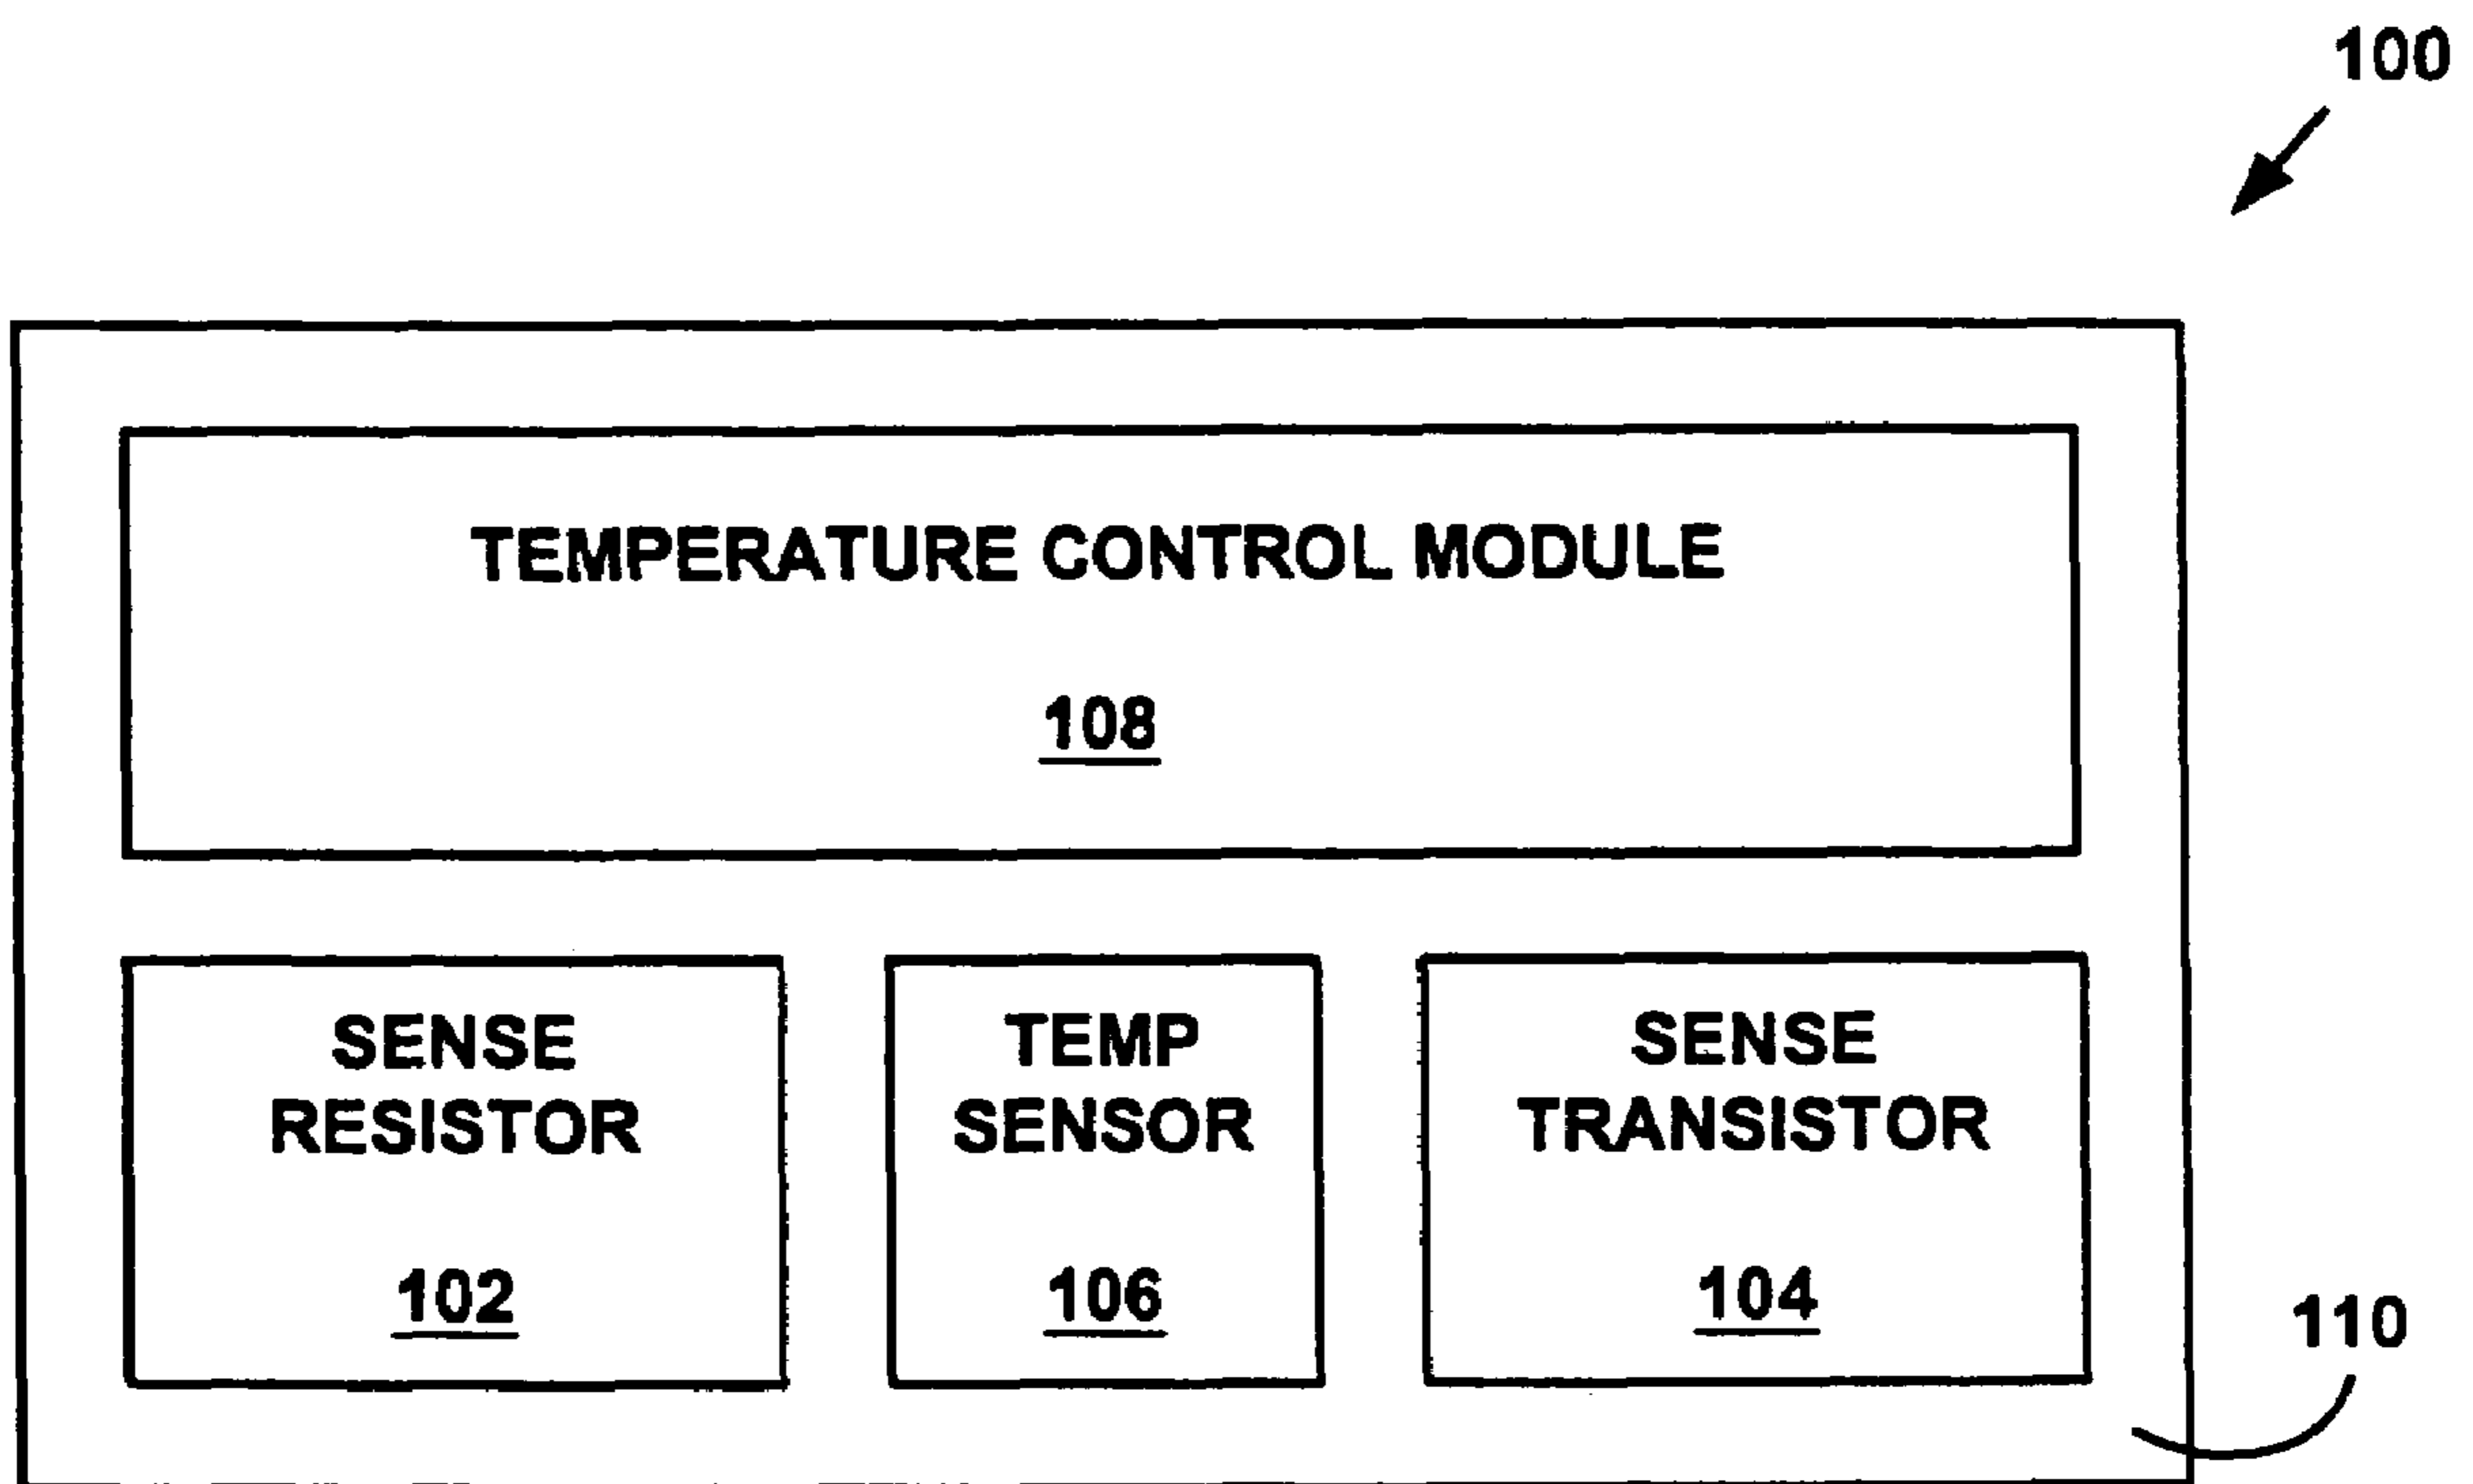 100
TEMPERATURE CONTROL MODULE
108
SENSE
RESISTOR
102
TEMP
SENSOR
106
SENSE
TRANSISTOR
104
110